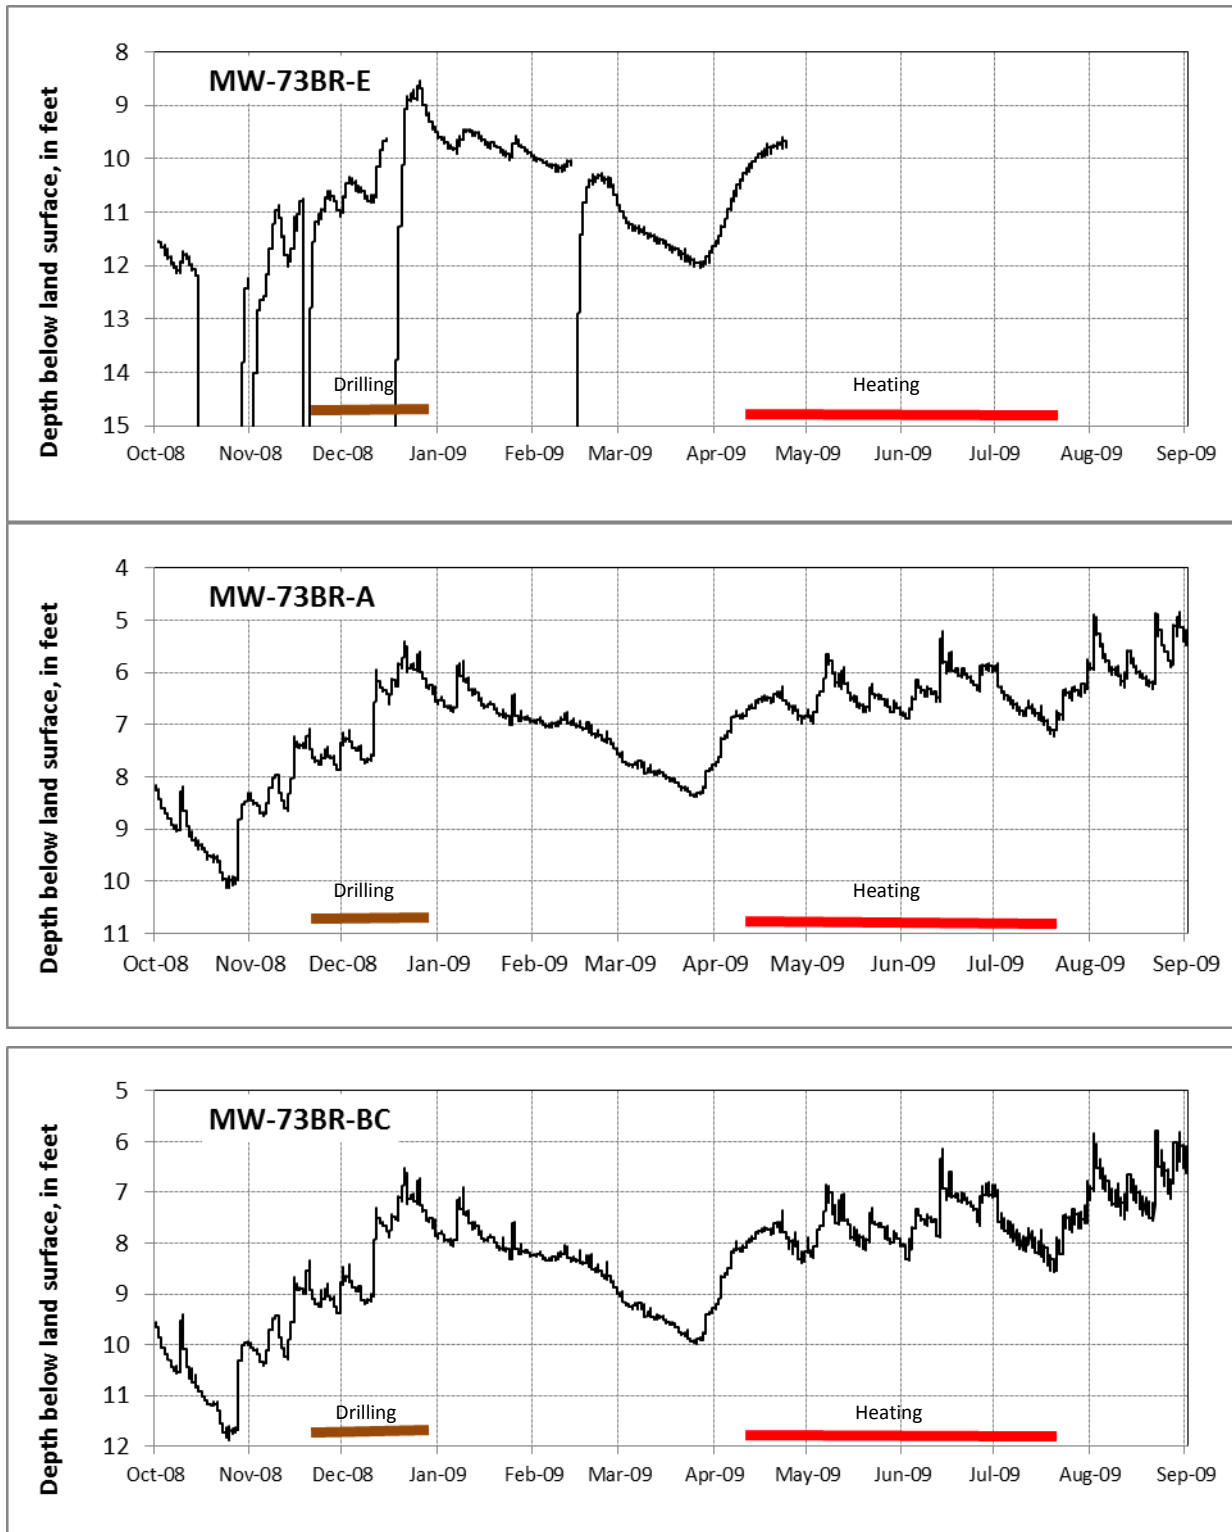 MW-73BR-E
Depth below land surface, in feet
8
9
10
11
12
13
14
15
Drilling
Heating
Oct-08 Nov-08 Dec-08 Jan-09 Feb-09 Mar-09 Apr-09 May-09 Jun-09 Jul-09 Aug-09 Sep-09
MW-73BR-A
Depth below land surface, in feet
4
5
6
7
8
9
10
11
Drilling
Heating
Oct-08 Nov-08 Dec-08 Jan-09 Feb-09 Mar-09 Apr-09 May-09 Jun-09 Jul-09 Aug-09 Sep-09
MW-73BR-BC
Depth below land surface, in feet
5
6
7
8
9
10
11
12
Drilling
Heating
Oct-08 Nov-08 Dec-08 Jan-09 Feb-09 Mar-09 Apr-09 May-09 Jun-09 Jul-09 Aug-09 Sep-09